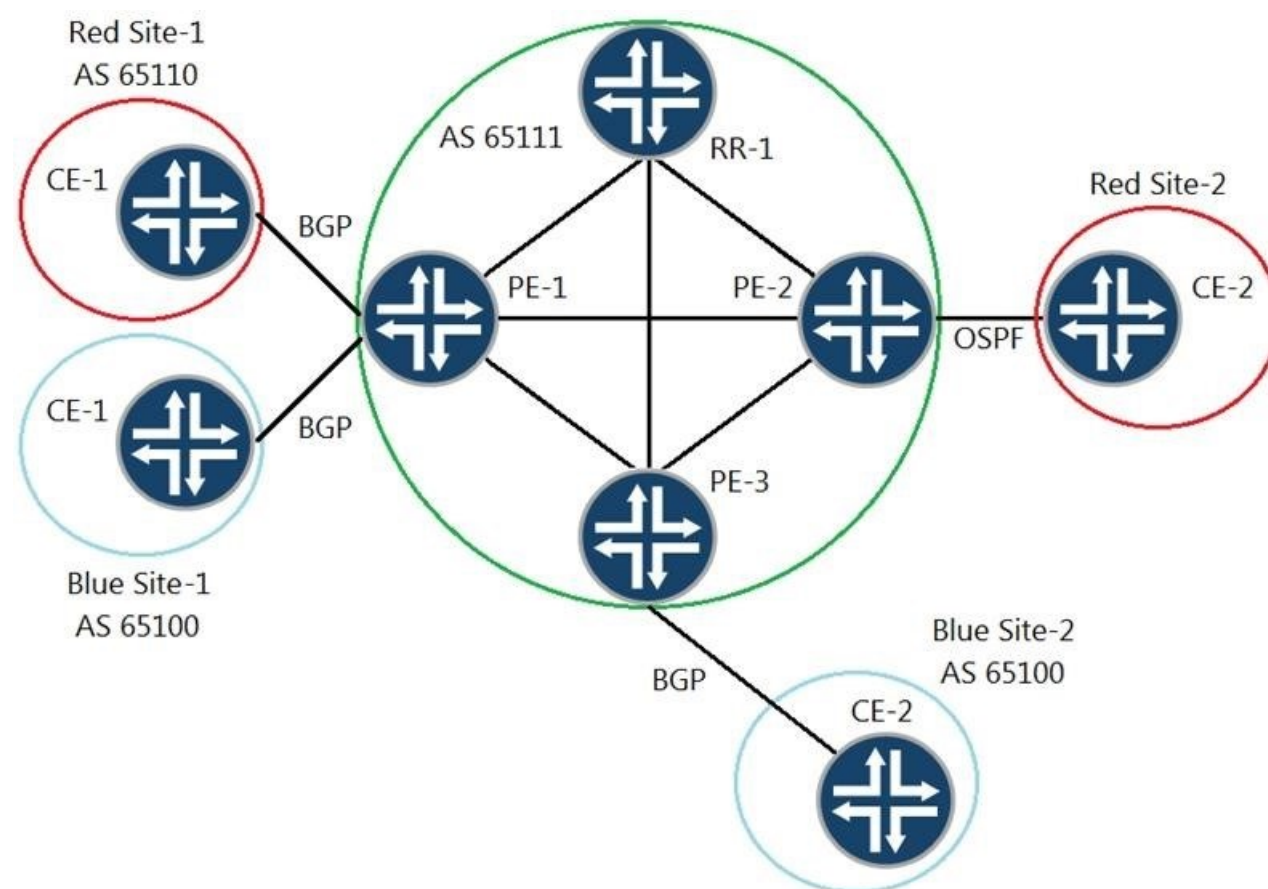 Red Site-1
AS 65110
CE-1
BGP
AS 65111
RR-1
PE-1
PE-2
Red Site-2
CE-2
OSPF
CE-1
BGP
Blue Site-1
AS 65100
PE-3
BGP
Blue Site-2
AS 65100
CE-2